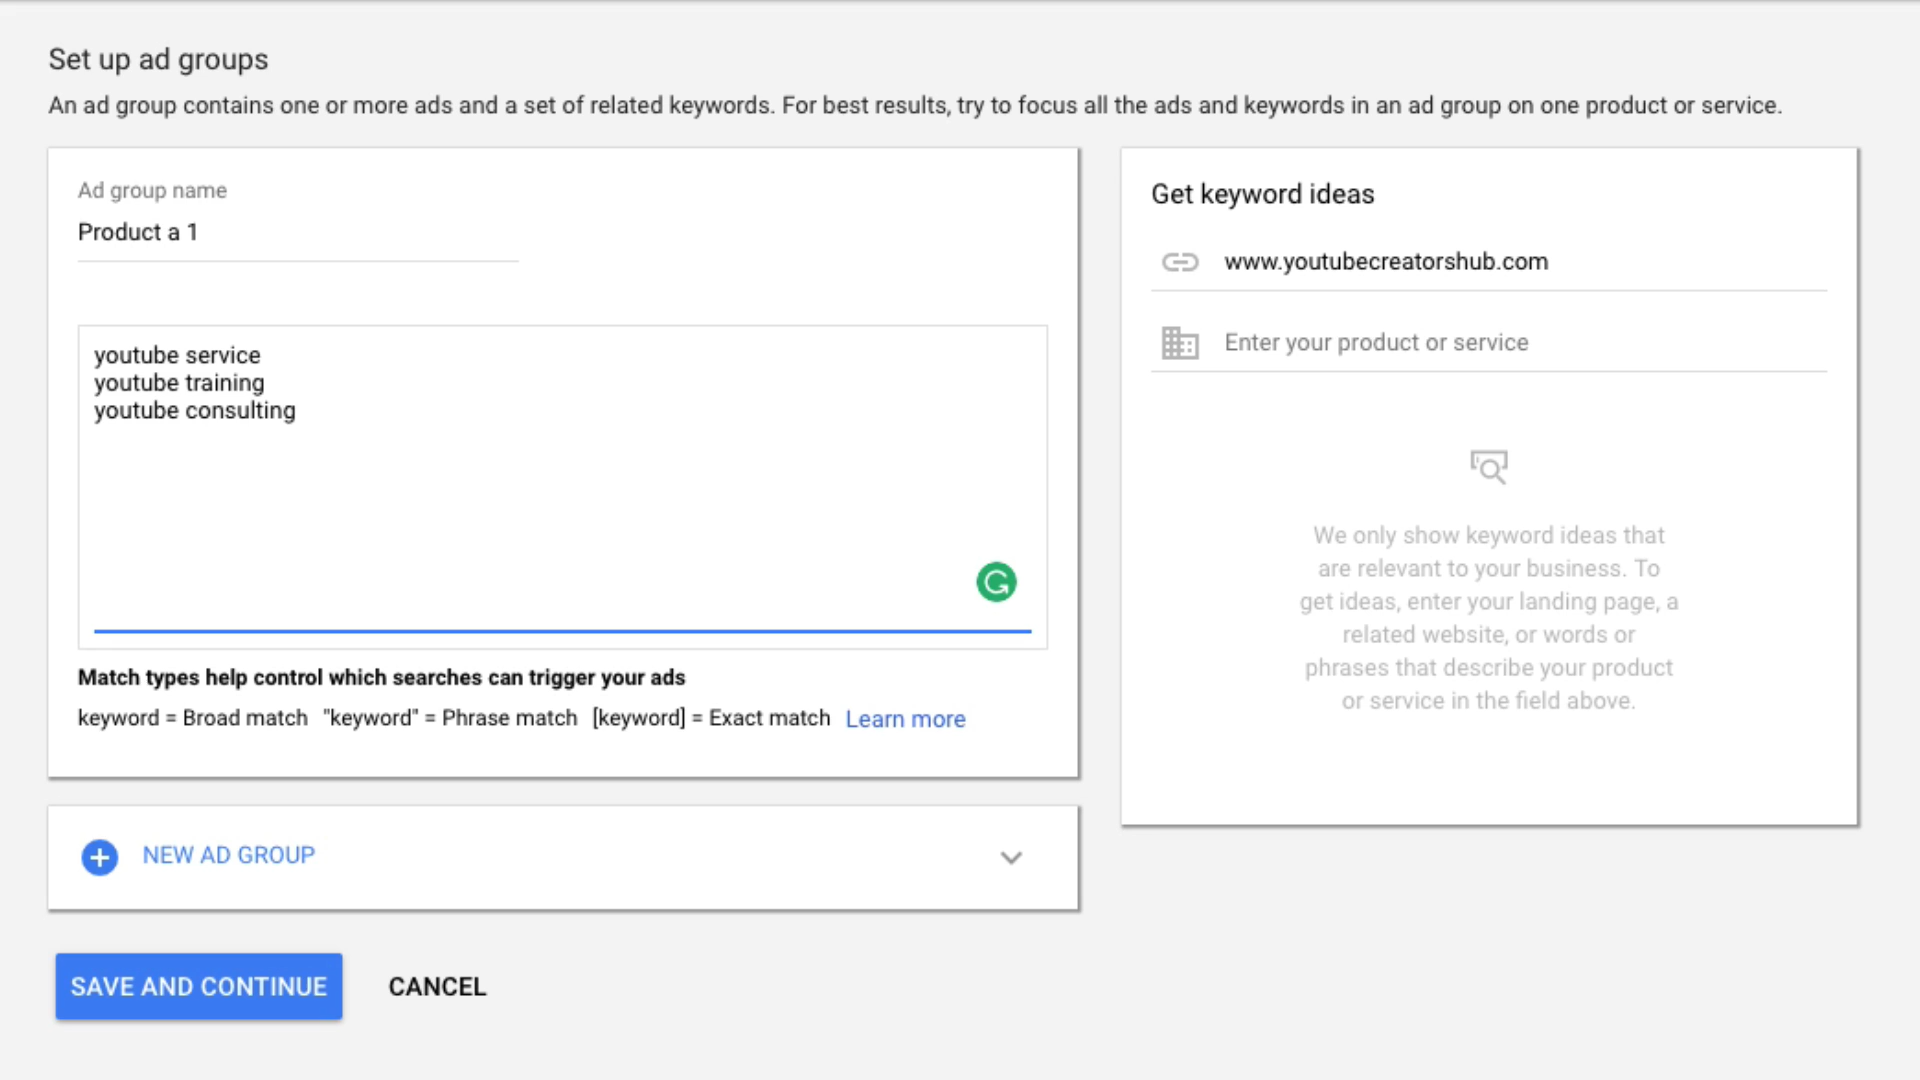 Set up ad groups
An ad group contains one or more ads and a set of related keywords. For best results, try to focus all the ads and keywords in an ad group on one product or service.
Ad group name
Product a 1
youtube service
youtube training
youtube consulting
Match types help control which searches can trigger your ads
keyword = Broad match "keyword" = Phrase match [keyword] = Exact match Learn more
NEW AD GROUP
SAVE AND CONTINUE
CANCEL
Get keyword ideas
www.youtubecreatorshub.com
Enter your product or service
We only show keyword ideas that
are relevant to your business. To
get ideas, enter your landing page, a
related website, or words or
phrases that describe your product
or service in the field above.